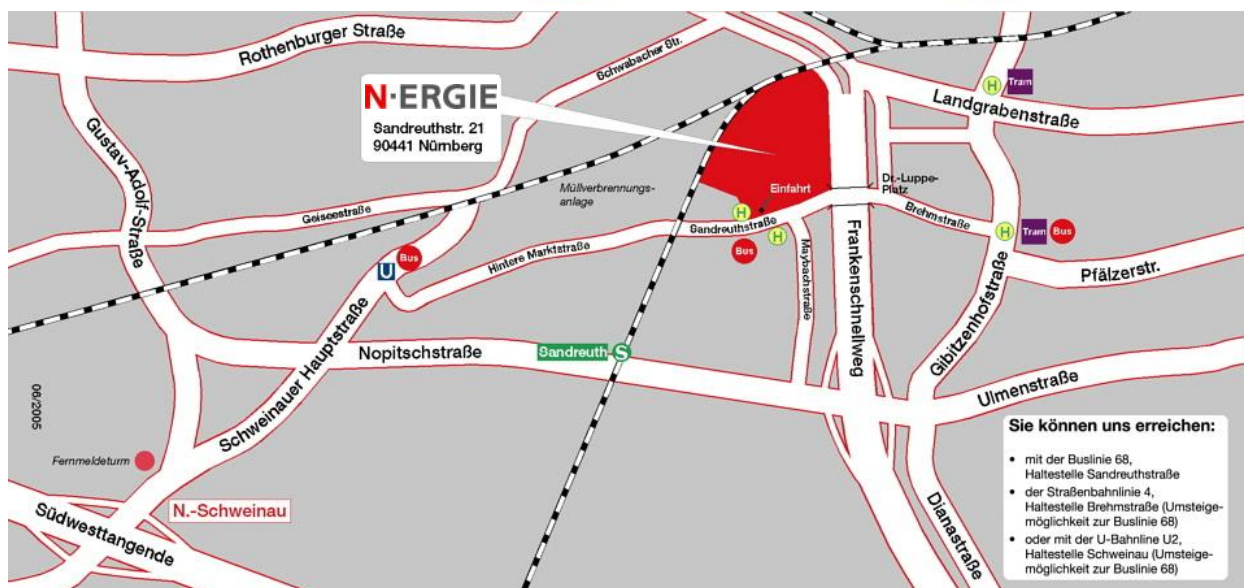 Rothenburger Straße
Schwabacher Str.
N·ERGIE
Sandreuthstr. 21
90441 Nürnberg
H
Tram
Landgrabenstraße
Gustav-Adolf-Straße
Müllverbrennungs-
anlage
Einfahrt
Dr.-Luppe-
Platz
Geiseestraße
H
Sandreuthstraße
H
Bus
Brehmstraße
H
Tram
Bus
Pfälzerstr.
Hintere Marktstraße
Bus
U
Maybachstraße
Frankenschnellweg
Gibitzenhofstraße
Schweinauer Hauptstraße
Nopitschstraße
Sandreuth
S
Ulmenstraße
06/2005
Fernmeldeturm
N.-Schweinau
Südwesttangende
Dianastraße
Sie können uns erreichen:
• mit der Buslinie 68,
Haltestelle Sandreuthstraße
• der Straßenbahnlinie 4,
Haltestelle Brehmstraße (Umsteige-
möglichkeit zur Buslinie 68)
• oder mit der U-Bahnline U2,
Haltestelle Schweinau (Umsteige-
möglichkeit zur Buslinie 68)